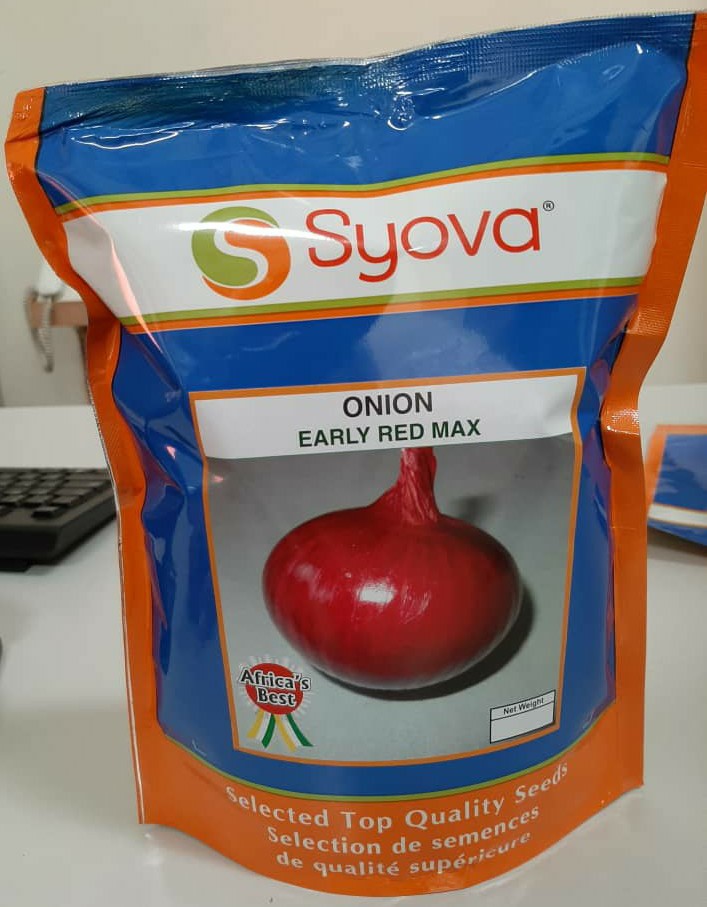 Syova®
ONION
EARLY RED MAX
Africa's
Best
Net Weight
Selected Top Quality Seeds
Selection de semences
de qualité supérieure